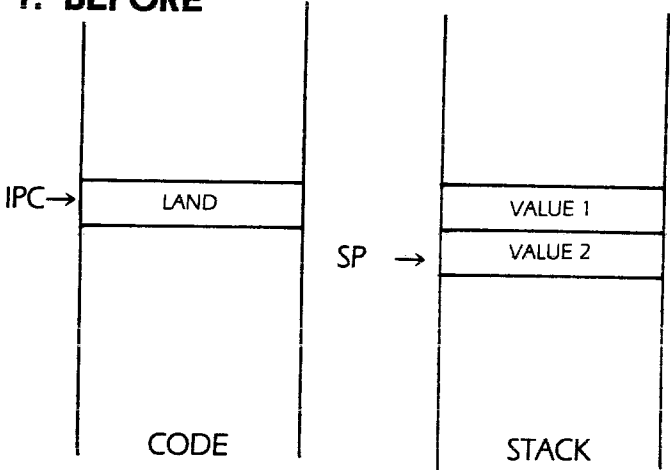 1. BEFORE
IPC→ LAND
VALUE 1
SP → VALUE 2
CODE
STACK